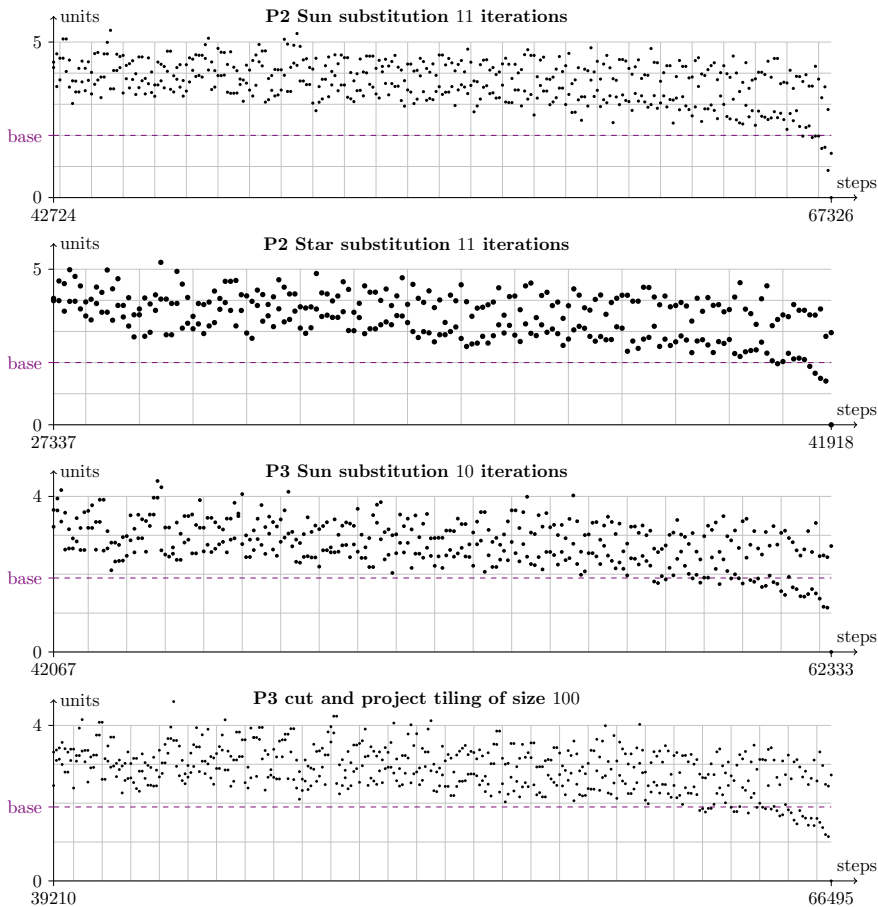 P2 Sun substitution 11 iterations
units
5
base
0
steps
42724 67326
P2 Star substitution 11 iterations
units
5
base
0
steps
27337 41918
P3 Sun substitution 10 iterations
units
4
base
0
steps
42067 62333
P3 cut and project tiling of size 100
units
4
base
0
steps
39210 66495